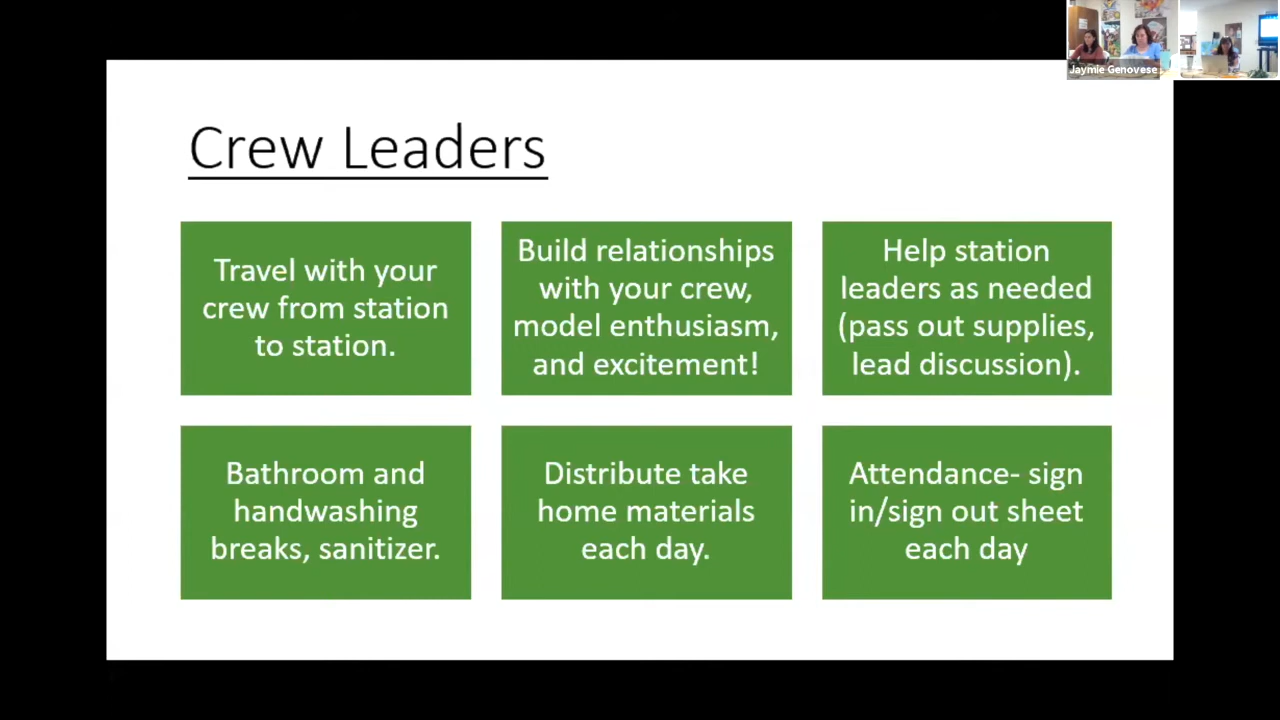 Jaymie Genovese
Crew Leaders
Travel with your
crew from station
to station.
Build relationships
with your crew,
model enthusiasm,
and excitement!
Help station
leaders as needed
(pass out supplies,
lead discussion).
Bathroom and
handwashing
breaks, sanitizer.
Distribute take
home materials
each day.
Attendance- sign
in/sign out sheet
each day